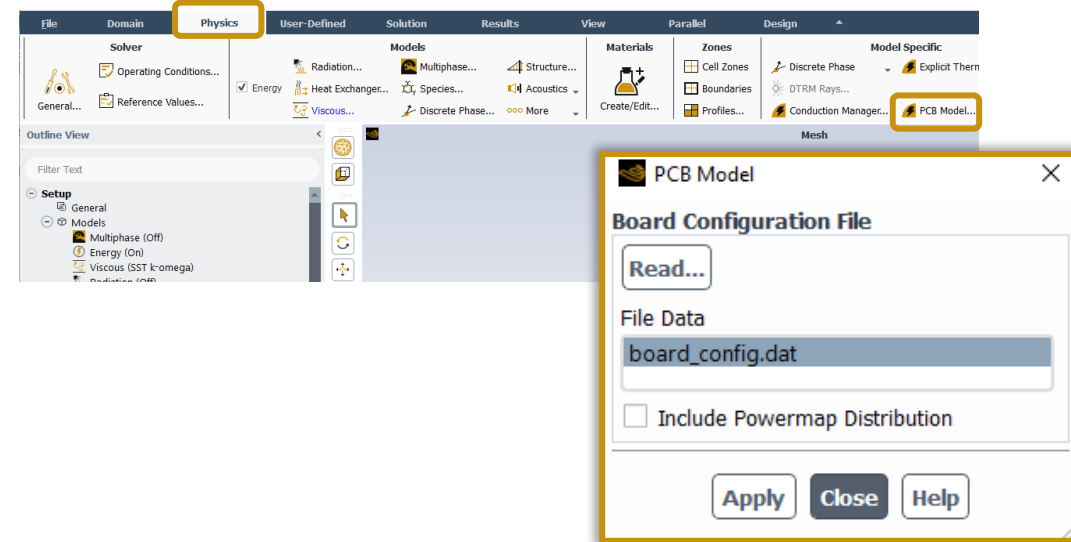 File Domain Physics User-Defined Solution Results View Parallel Design
Solver Models Materials Zones Model Specific
Operating Conditions... Radiation... Multiphase... Structure... Cell Zones Discrete Phase Explicit Therm
Energy Heat Exchanger... Species... Acoustics Boundaries DTRM Rays...
General... Reference Values... Viscous... Discrete Phase... More Create/Edit... Profiles... Conduction Manager... PCB Model...
Outline View Mesh
Filter Text
Setup
General
Models
Multiphase (Off)
Energy (On)
Viscous (SST k-omega)
Radiation (Off)
PCB Model
Board Configuration File
Read...
File Data
board_config.dat
Include Powermap Distribution
Apply Close Help